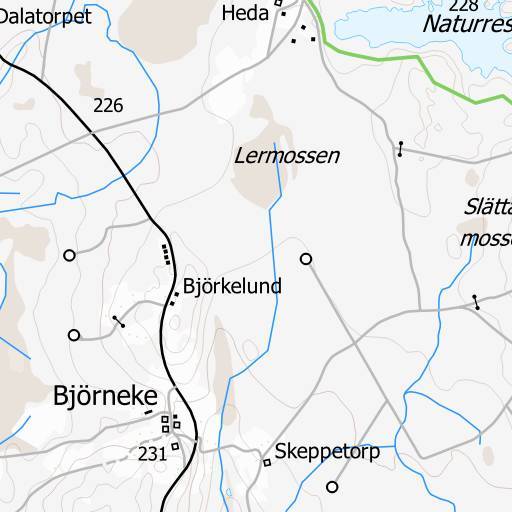 Dalatorpet
Heda
228
Naturres
226
Lermossen
Slätta
mosse
Björkelund
Björneke
231
Skeppetorp